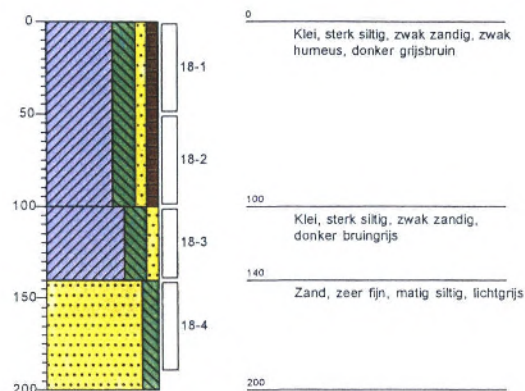 0
50
100
150
200
18-1
18-2
18-3
18-4
0
Klei, sterk siltig, zwak zandig, zwak
humeus, donker grijsbruin
100
Klei, sterk siltig, zwak zandig,
donker bruingrijs
140
Zand, zeer fijn, matig siltig, lichtgrijs
200